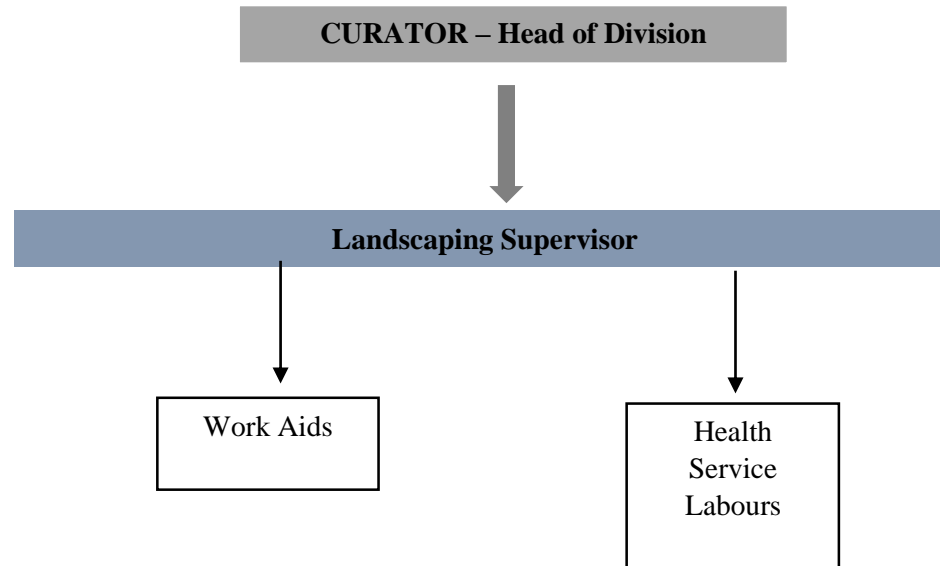 CURATOR – Head of Division
Landscaping Supervisor
Work Aids
Health
Service
Labours